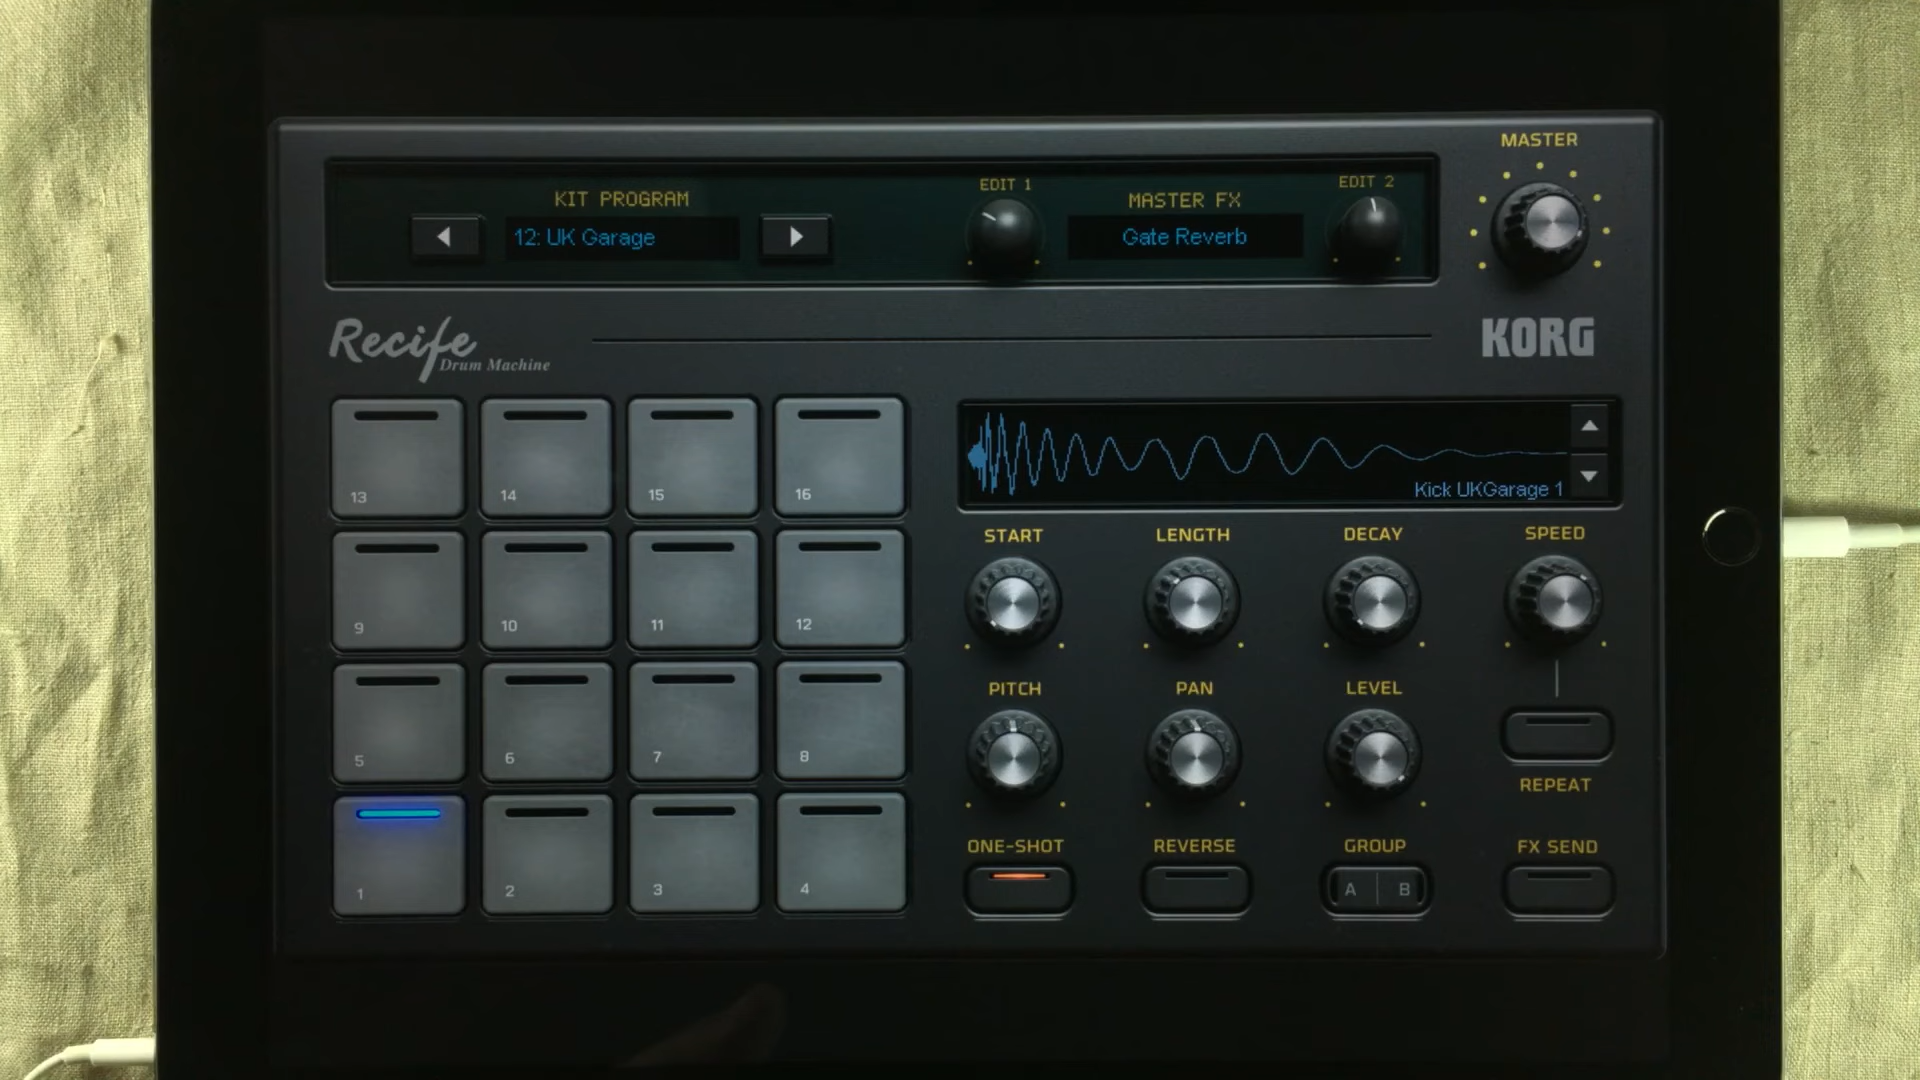 MASTER
KIT PROGRAM
12: UK Garage
EDIT 1
MASTER FX
Gate Reverb
EDIT 2
Recife
Drum Machine
KORG
13
14
15
16
Kick UKGarage 1
9
10
11
12
START
LENGTH
DECAY
SPEED
5
6
7
8
PITCH
PAN
LEVEL
REPEAT
1
2
3
4
ONE-SHOT
REVERSE
GROUP
A
B
FX SEND